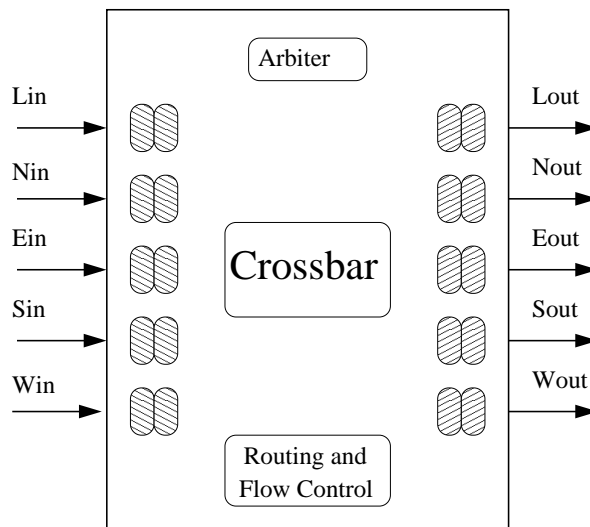 Arbiter
Lin
Lout
Nin
Nout
Ein
Crossbar
Eout
Sin
Sout
Win
Wout
Routing and
Flow Control